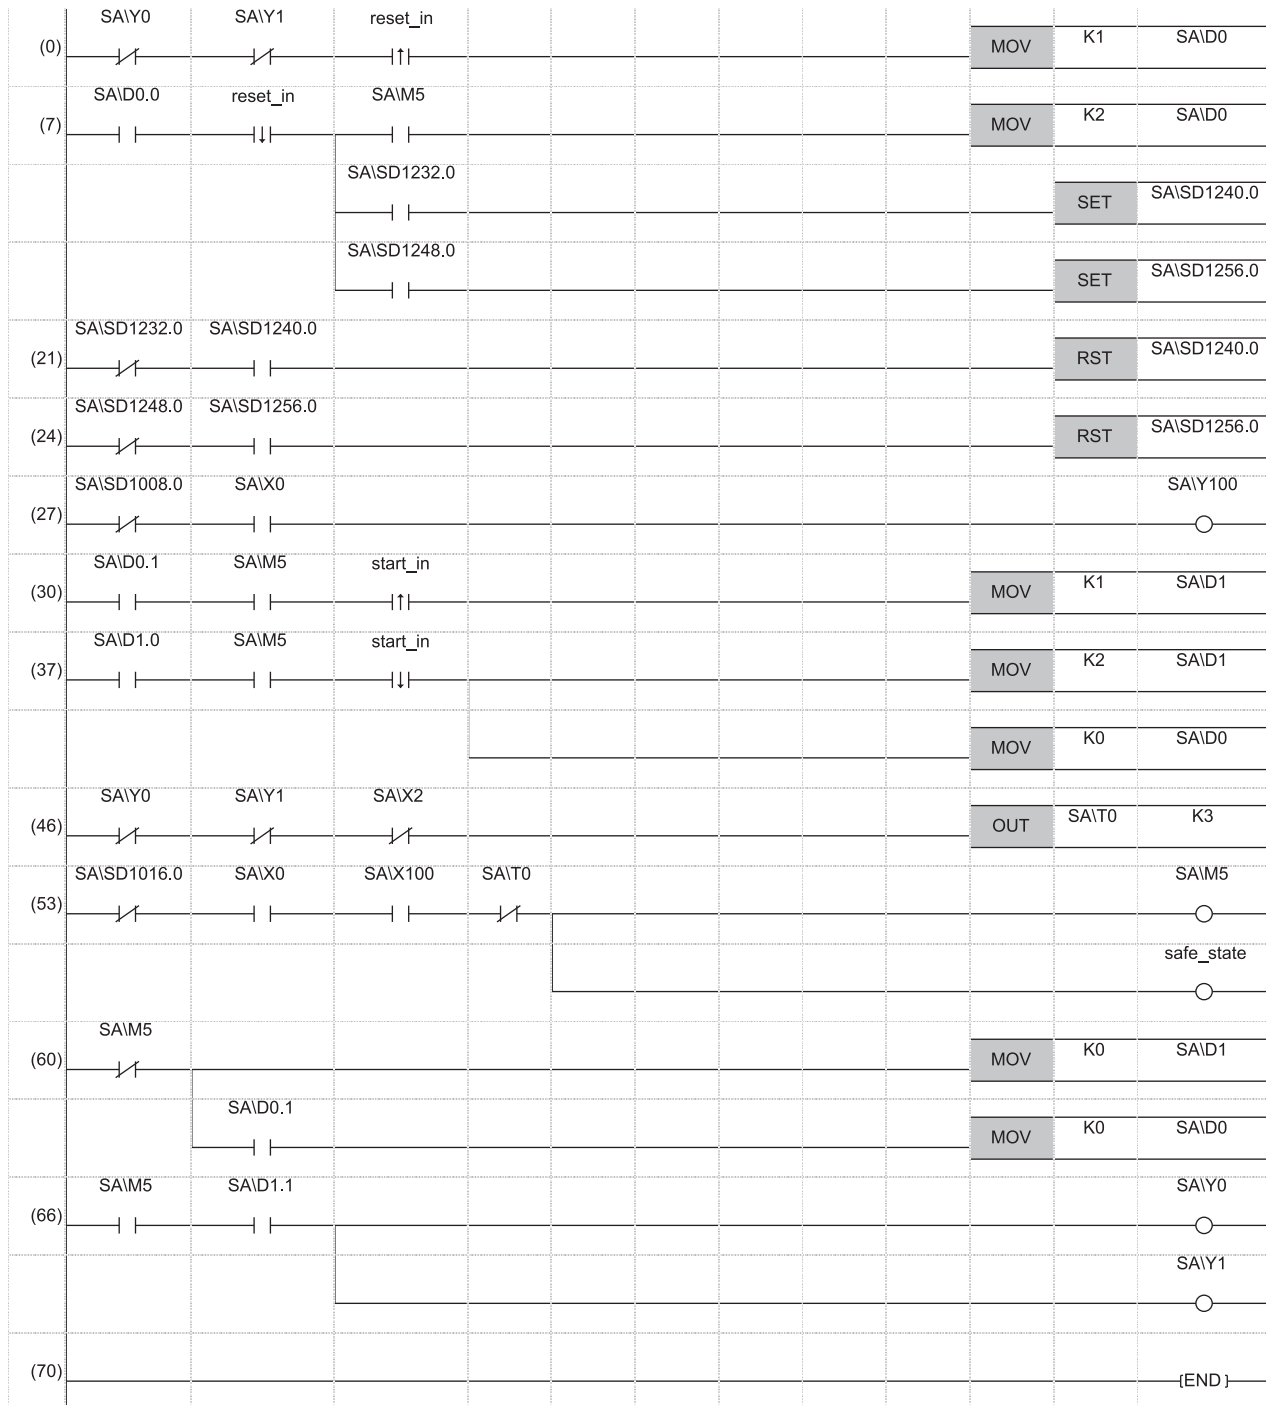 SA\Y0 SA\Y1 reset_in
(0) MOV K1 SA\D0
SA\D0.0 reset_in SA\M5
(7) MOV K2 SA\D0
SA\SD1232.0
SET SA\SD1240.0
SA\SD1248.0
SET SA\SD1256.0
SA\SD1232.0 SA\SD1240.0
(21) RST SA\SD1240.0
SA\SD1248.0 SA\SD1256.0
(24) RST SA\SD1256.0
SA\SD1008.0 SA\X0 SA\Y100
(27)
SA\D0.1 SA\M5 start_in
(30) MOV K1 SA\D1
SA\D1.0 SA\M5 start_in
(37) MOV K2 SA\D1
MOV K0 SA\D0
SA\Y0 SA\Y1 SA\X2
(46) OUT SA\T0 K3
SA\SD1016.0 SA\X0 SA\X100 SA\T0 SA\M5
(53)
safe_state
SA\M5
(60) MOV K0 SA\D1
SA\D0.1
MOV K0 SA\D0
SA\M5 SA\D1.1 SA\Y0
(66)
SA\Y1
(70) [END]